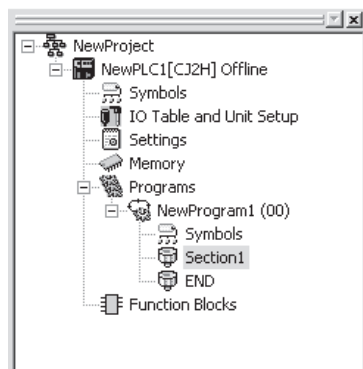 NewProject
NewPLC1[CJ2H] Offline
Symbols
IO Table and Unit Setup
Settings
Memory
Programs
NewProgram1 (00)
Symbols
Section1
END
Function Blocks